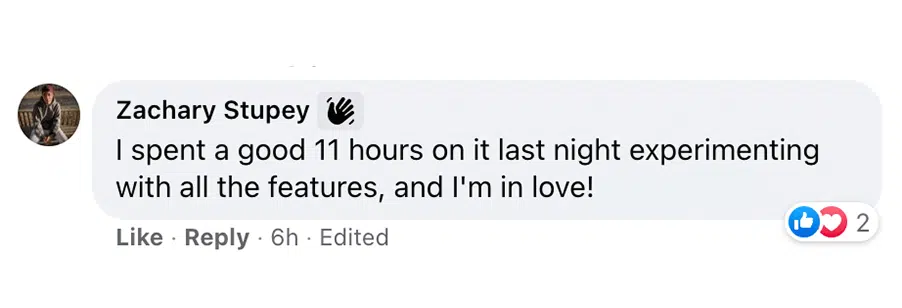 Zachary Stupey
I spent a good 11 hours on it last night experimenting
with all the features, and I'm in love!
Like · Reply · 6h · Edited
2